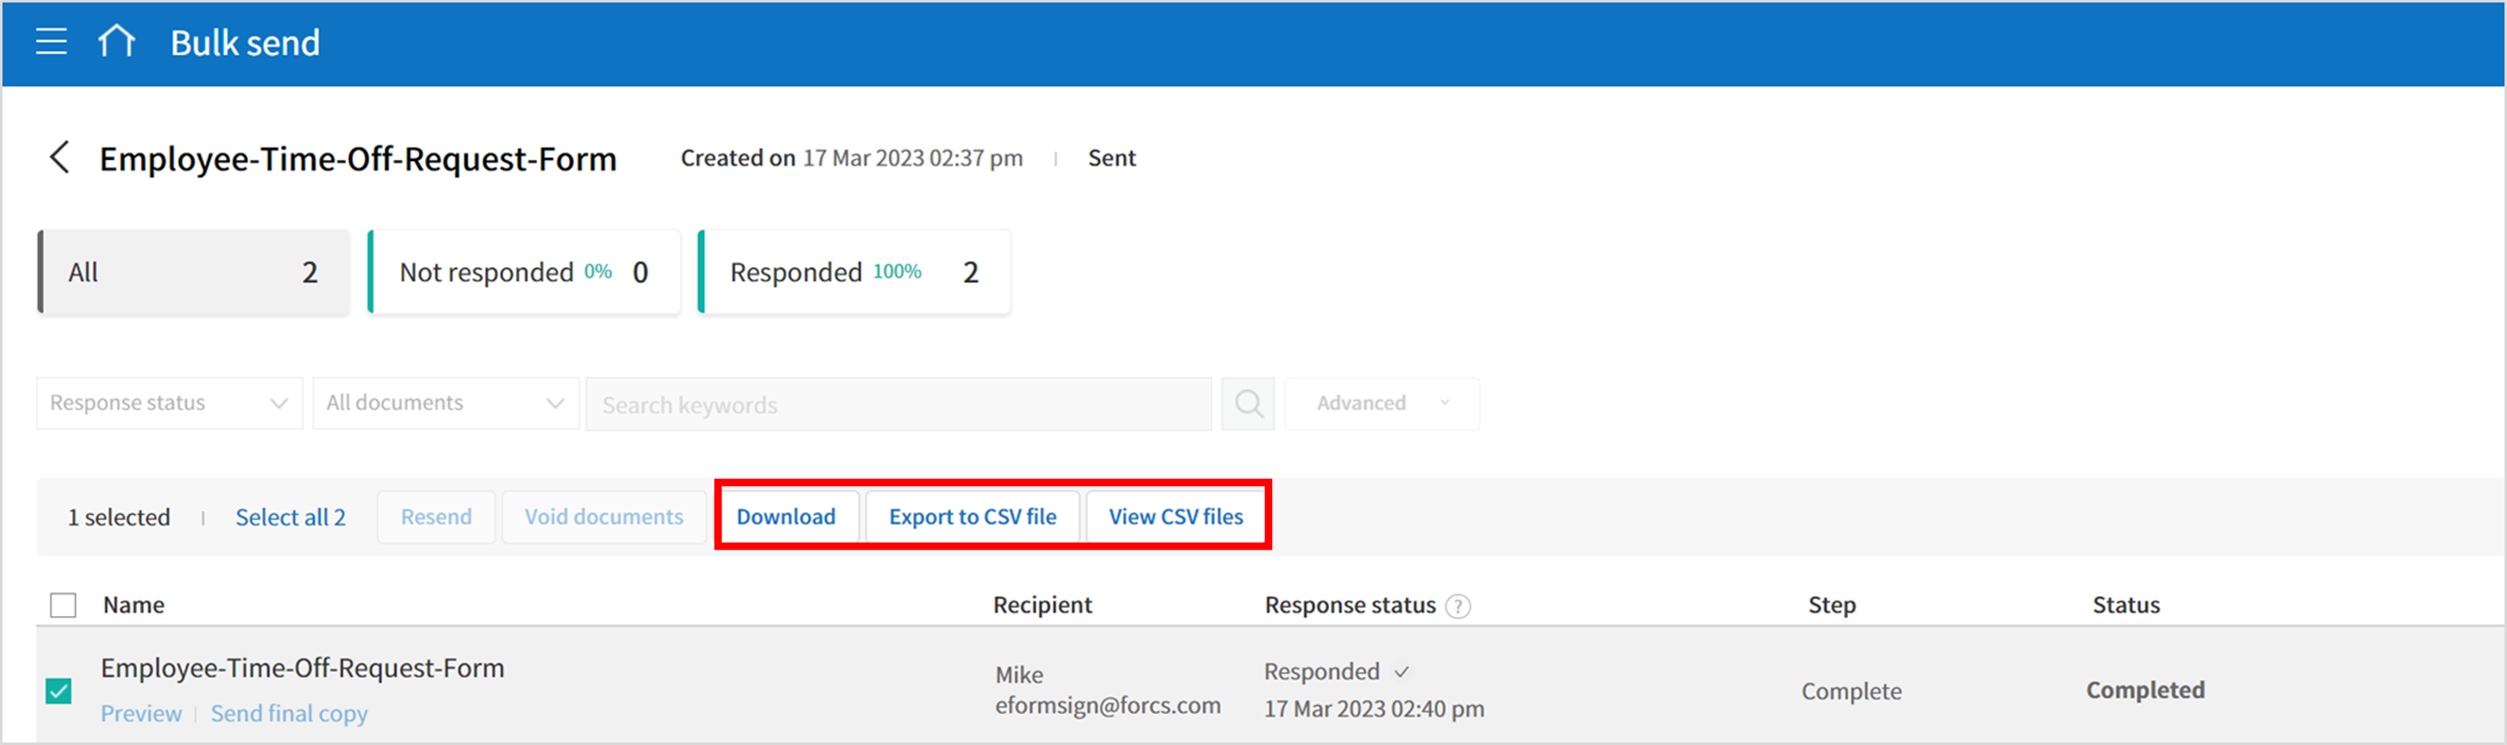 Bulk send
Employee-Time-Off-Request-Form Created on 17 Mar 2023 02:37 pm Sent
All 2 Not responded 0% 0 Responded 100% 2
Response status All documents Search keywords Advanced
1 selected Select all 2 Resend Void documents Download Export to CSV file View CSV files
Name Recipient Response status ? Step Status
Employee-Time-Off-Request-Form Mike Responded Complete Completed
Preview Send final copy eformsign@forcs.com 17 Mar 2023 02:40 pm